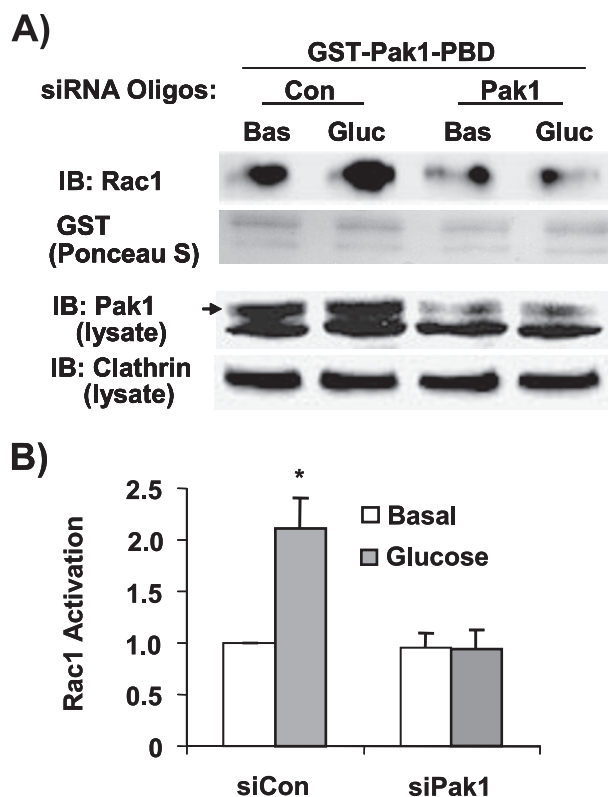 A)
GST-Pak1-PBD
siRNA Oligos: Con Pak1
Bas Gluc Bas Gluc
IB: Rac1
GST
(Ponceau S)
IB: Pak1
(lysate)
IB: Clathrin
(lysate)
B)
*
2.5
2.0
1.5
1.0
0.5
0
Rac1 Activation
Basal
Glucose
siCon siPak1